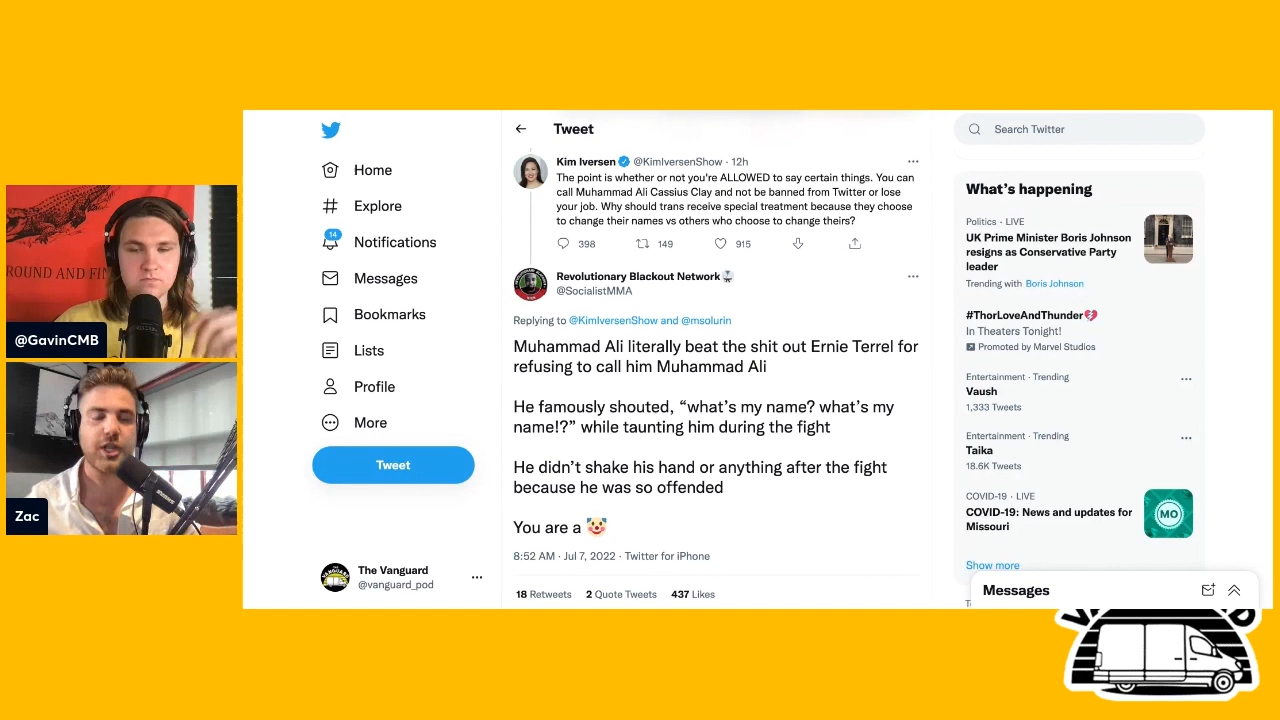 ROUND AND FIN
@GavinCMB
Zac
Home
Explore
14
Notifications
Messages
Bookmarks
Lists
Profile
More
Tweet
The Vanguard
@vanguard_pod
Tweet
Kim Iversen @KimIversenShow · 12h
The point is whether or not you're ALLOWED to say certain things. You can
call Muhammad Ali Cassius Clay and not be banned from Twitter or lose
your job. Why should trans receive special treatment because they choose
to change their names vs others who choose to change theirs?
398 149 915
Revolutionary Blackout Network🥋
@SocialistMMA
Replying to @KimIversenShow and @msolurin
Muhammad Ali literally beat the shit out Ernie Terrel for
refusing to call him Muhammad Ali
He famously shouted, “what’s my name? what’s my
name!?” while taunting him during the fight
He didn’t shake his hand or anything after the fight
because he was so offended
You are a 🤡
8:52 AM · Jul 7, 2022 · Twitter for iPhone
18 Retweets 2 Quote Tweets 437 Likes
Search Twitter
What’s happening
Politics · LIVE
UK Prime Minister Boris Johnson
resigns as Conservative Party
leader
Trending with Boris Johnson
#ThorLoveAndThunder
In Theaters Tonight!
Promoted by Marvel Studios
Entertainment · Trending
Vaush
1,333 Tweets
Entertainment · Trending
Taika
18.6K Tweets
COVID-19 · LIVE
COVID-19: News and updates for
Missouri
MO
Show more
Messages